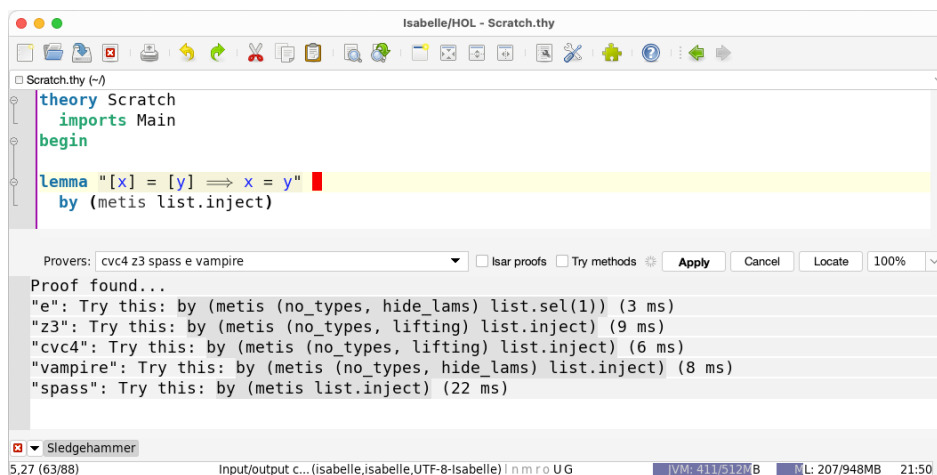 Isabelle/HOL - Scratch.thy
Scratch.thy (~/)
theory Scratch
imports Main
begin
lemma "[x] = [y] ⟹ x = y"
by (metis list.inject)
Provers: cvc4 z3 spass e vampire Isar proofs Try methods Apply Cancel Locate 100%
Proof found...
"e": Try this: by (metis (no_types, hide_lams) list.sel(1)) (3 ms)
"z3": Try this: by (metis (no_types, lifting) list.inject) (9 ms)
"cvc4": Try this: by (metis (no_types, lifting) list.inject) (6 ms)
"vampire": Try this: by (metis (no_types, hide_lams) list.inject) (8 ms)
"spass": Try this: by (metis list.inject) (22 ms)
Sledgehammer
5,27 (63/88) Input/output c... (isabelle,isabelle,UTF-8-Isabelle) | n m r o U G JVM: 411/512MB ML: 207/948MB 21:50